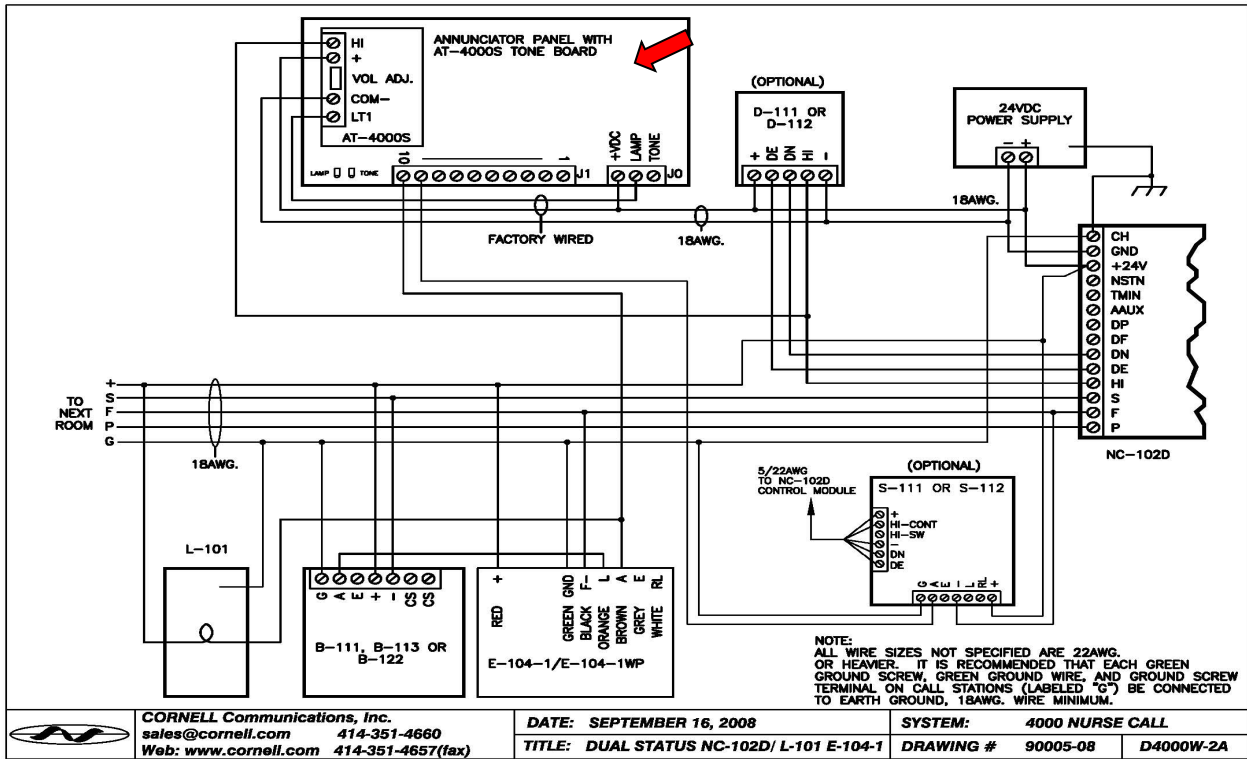 HI
+
VOL ADJ.
COM-
LT1
AT-4000S
ANNUNCIATOR PANEL WITH
AT-4000S TONE BOARD
LAMP TONE
10 1 J1
+VDC LAMP TONE
J0
FACTORY WIRED
18AWG.
(OPTIONAL)
D-111 OR
D-112
+ DE DN HI -
24VDC
POWER SUPPLY
- +
18AWG.
CH
GND
+24V
NSTN
TMIN
AAUX
DP
DF
DN
DE
HI
S
F
P
NC-102D
TO
NEXT
ROOM
+
S
F
P
G
18AWG.
L-101
G A E + - CS CS
B-111, B-113 OR
B-122
+ GND F- L A E RL
RED GREEN BLACK ORANGE BROWN GREY WHITE
E-104-1/E-104-1WP
5/22AWG
TO NC-102D
CONTROL MODULE
(OPTIONAL)
S-111 OR S-112
+
HI-CONT
HI-SW
-
DN
DE
G A E - L RL +
NOTE:
ALL WIRE SIZES NOT SPECIFIED ARE 22AWG.
OR HEAVIER. IT IS RECOMMENDED THAT EACH GREEN
GROUND SCREW, GREEN GROUND WIRE, AND GROUND SCREW
TERMINAL ON CALL STATIONS (LABELED "G") BE CONNECTED
TO EARTH GROUND, 18AWG. WIRE MINIMUM.
CORNELL Communications, Inc.
sales@cornell.com 414-351-4660
Web: www.cornell.com 414-351-4657(fax)
DATE: SEPTEMBER 16, 2008
TITLE: DUAL STATUS NC-102D/ L-101 E-104-1
SYSTEM: 4000 NURSE CALL
DRAWING # 90005-08 D4000W-2A